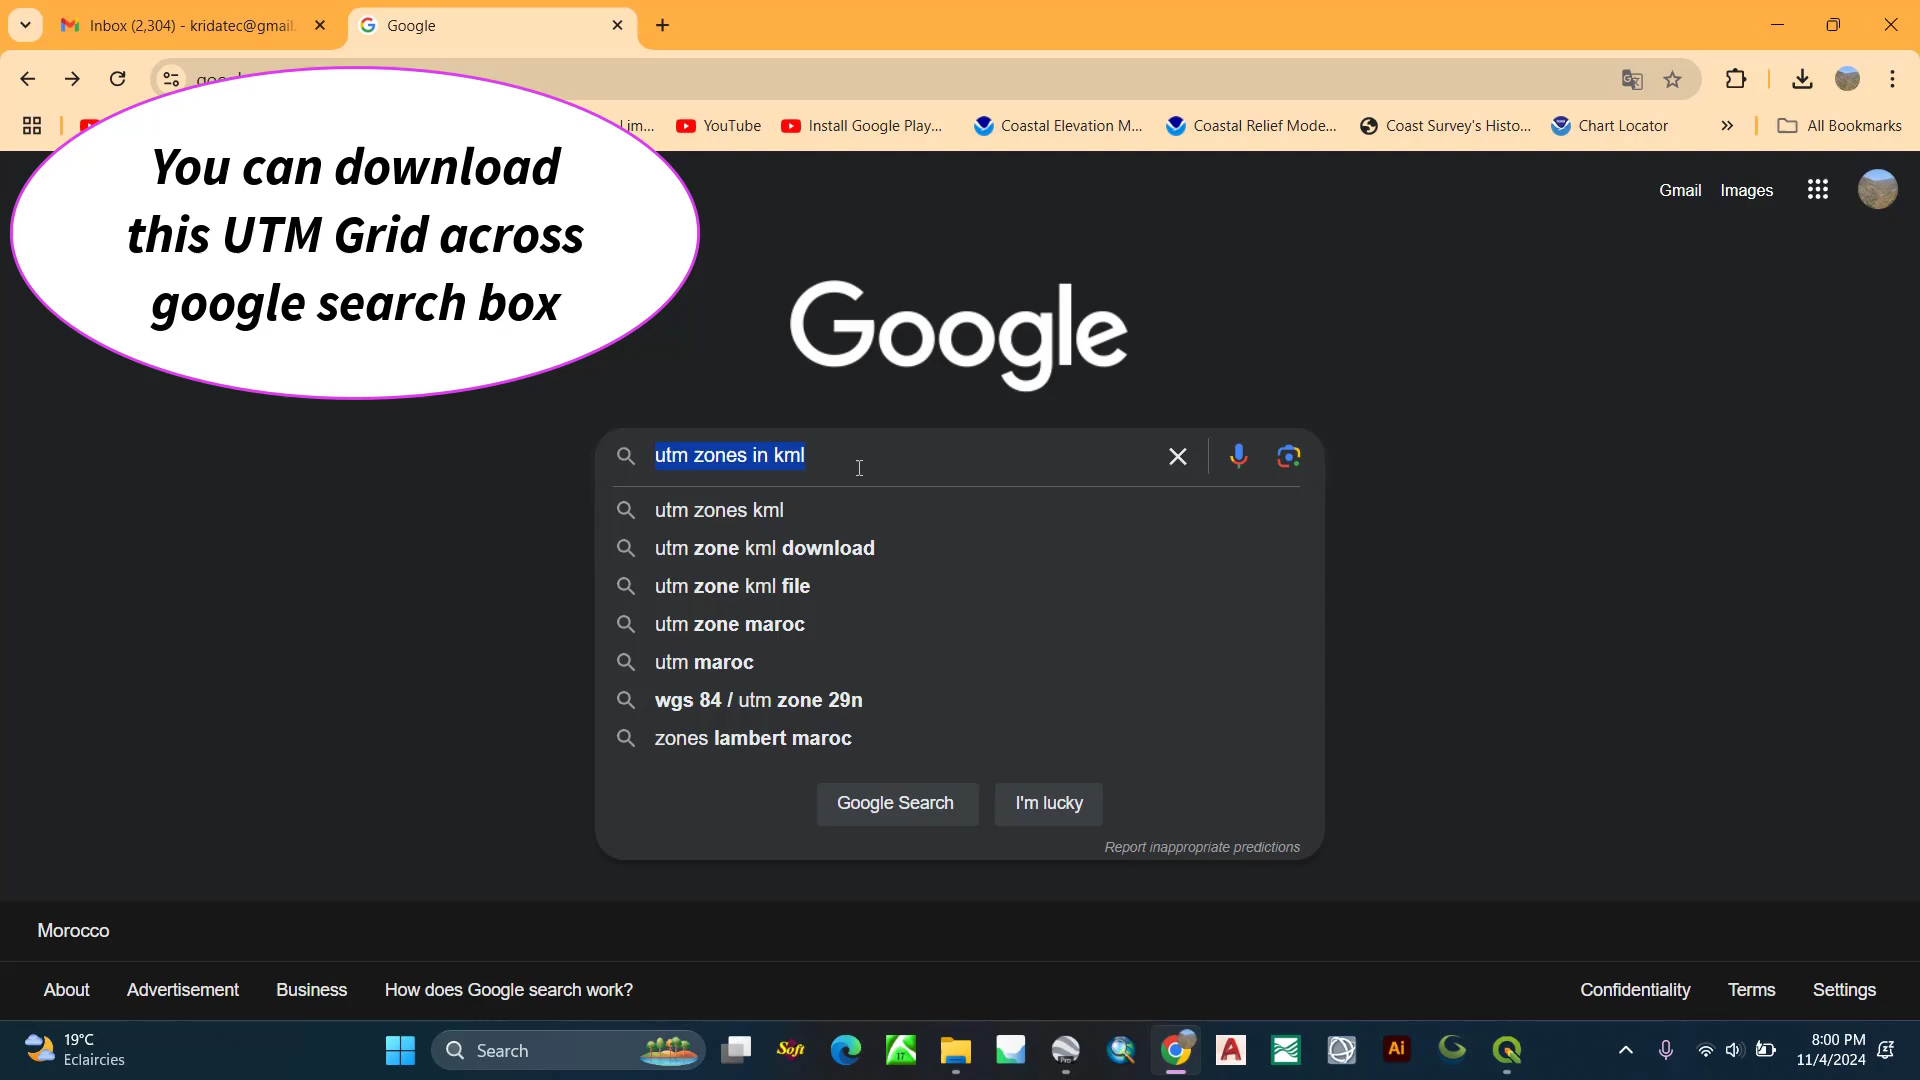 Inbox (2,304) - kridatec@gmail.
Google
You can download
this UTM Grid across
google search box
Lim...
YouTube
Install Google Play...
Coastal Elevation M...
Coastal Relief Mode...
Coast Survey's Histo...
Chart Locator
All Bookmarks
Gmail
Images
Google
utm zones in kml
utm zones kml
utm zone kml download
utm zone kml file
utm zone maroc
utm maroc
wgs 84 / utm zone 29n
zones lambert maroc
Google Search
I'm lucky
Report inappropriate predictions
Morocco
About
Advertisement
Business
How does Google search work?
Confidentiality
Terms
Settings
19°C
Eclaircies
Search
Soft
17
Pro
A
Ai
8:00 PM
11/4/2024